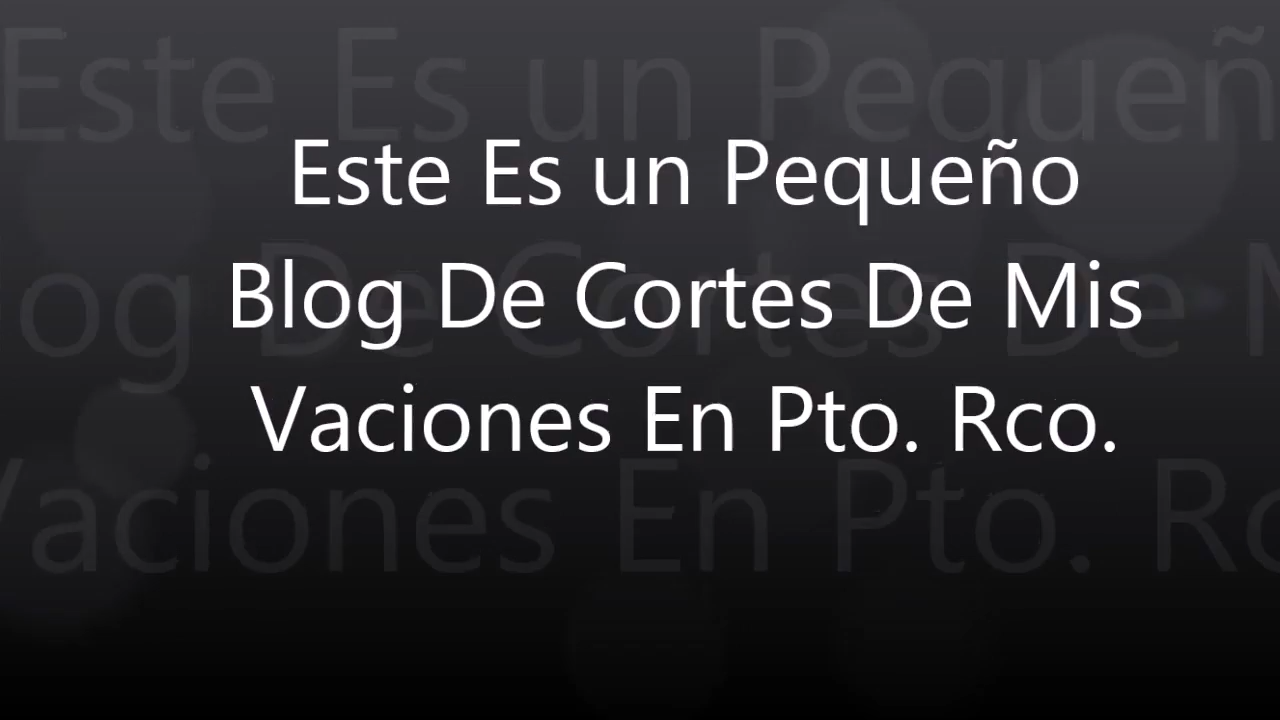 Este Es un Pequeño
Blog De Cortes De Mis
Vaciones En Pto. Rco.